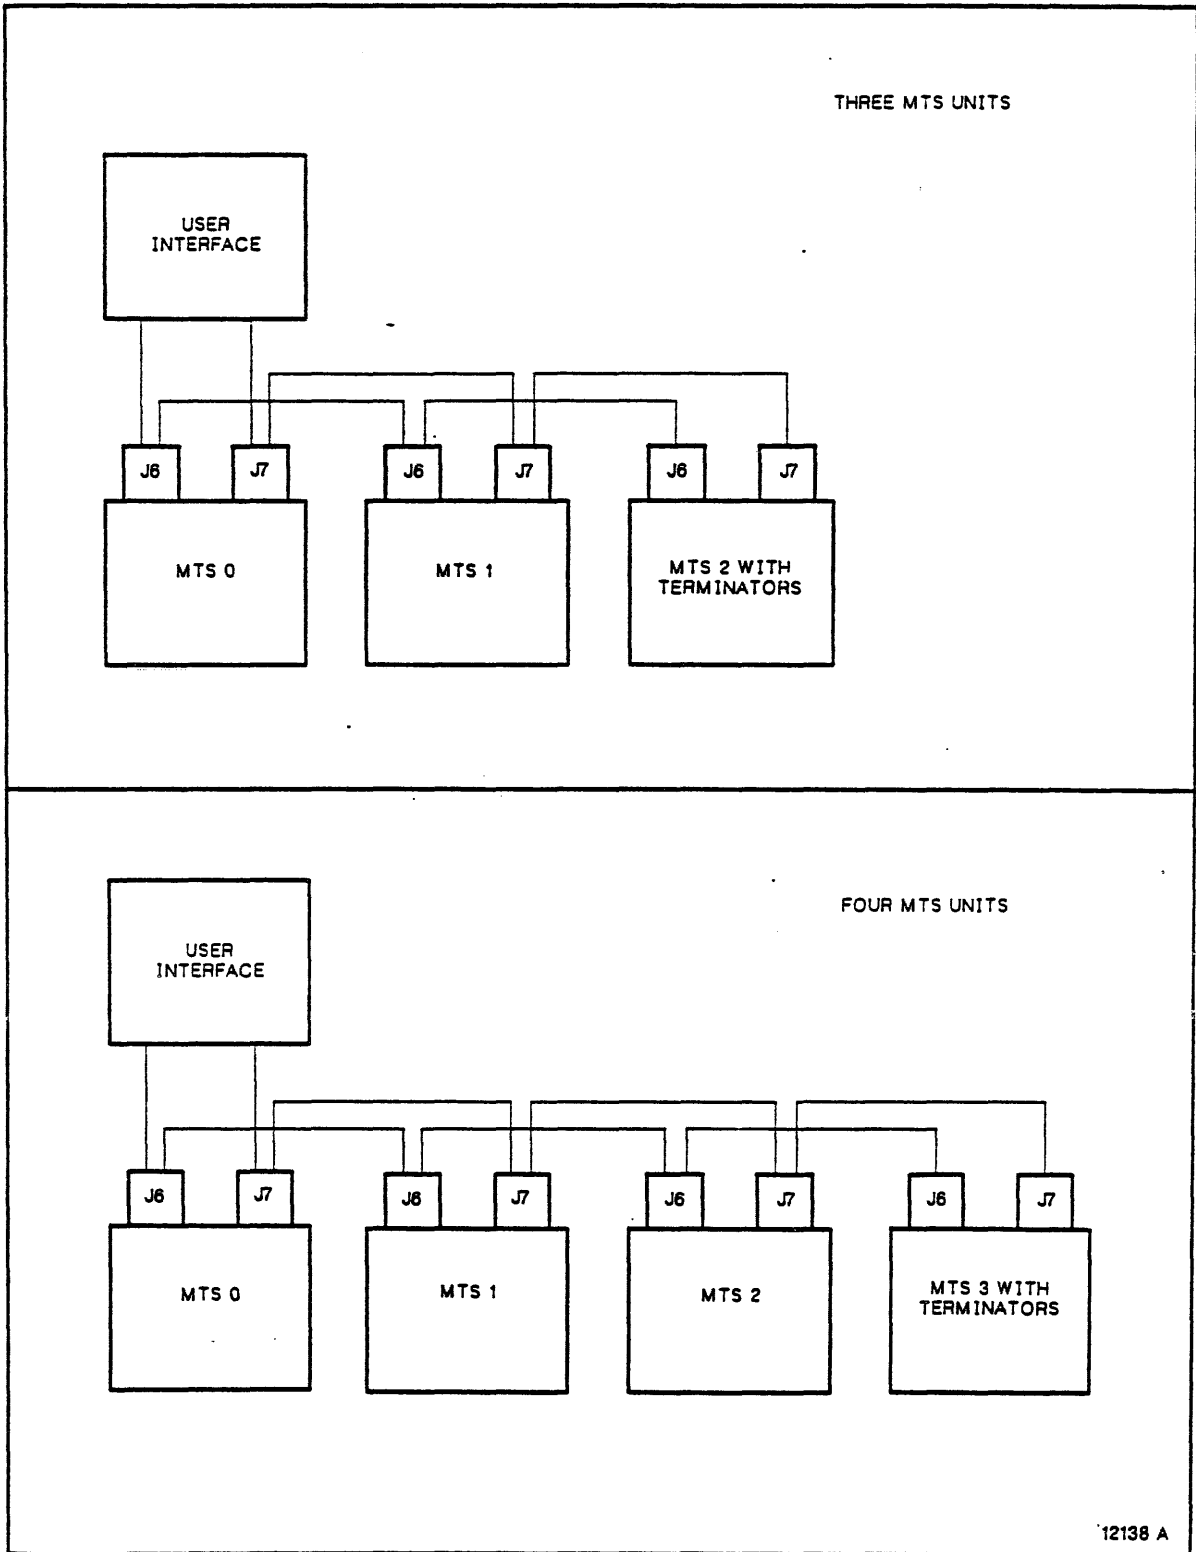 THREE MTS UNITS
USER
INTERFACE
J6 J7 J6 J7 J6 J7
MTS 0 MTS 1 MTS 2 WITH
TERMINATORS
FOUR MTS UNITS
USER
INTERFACE
J6 J7 J6 J7 J6 J7 J6 J7
MTS 0 MTS 1 MTS 2 MTS 3 WITH
TERMINATORS
12138 A